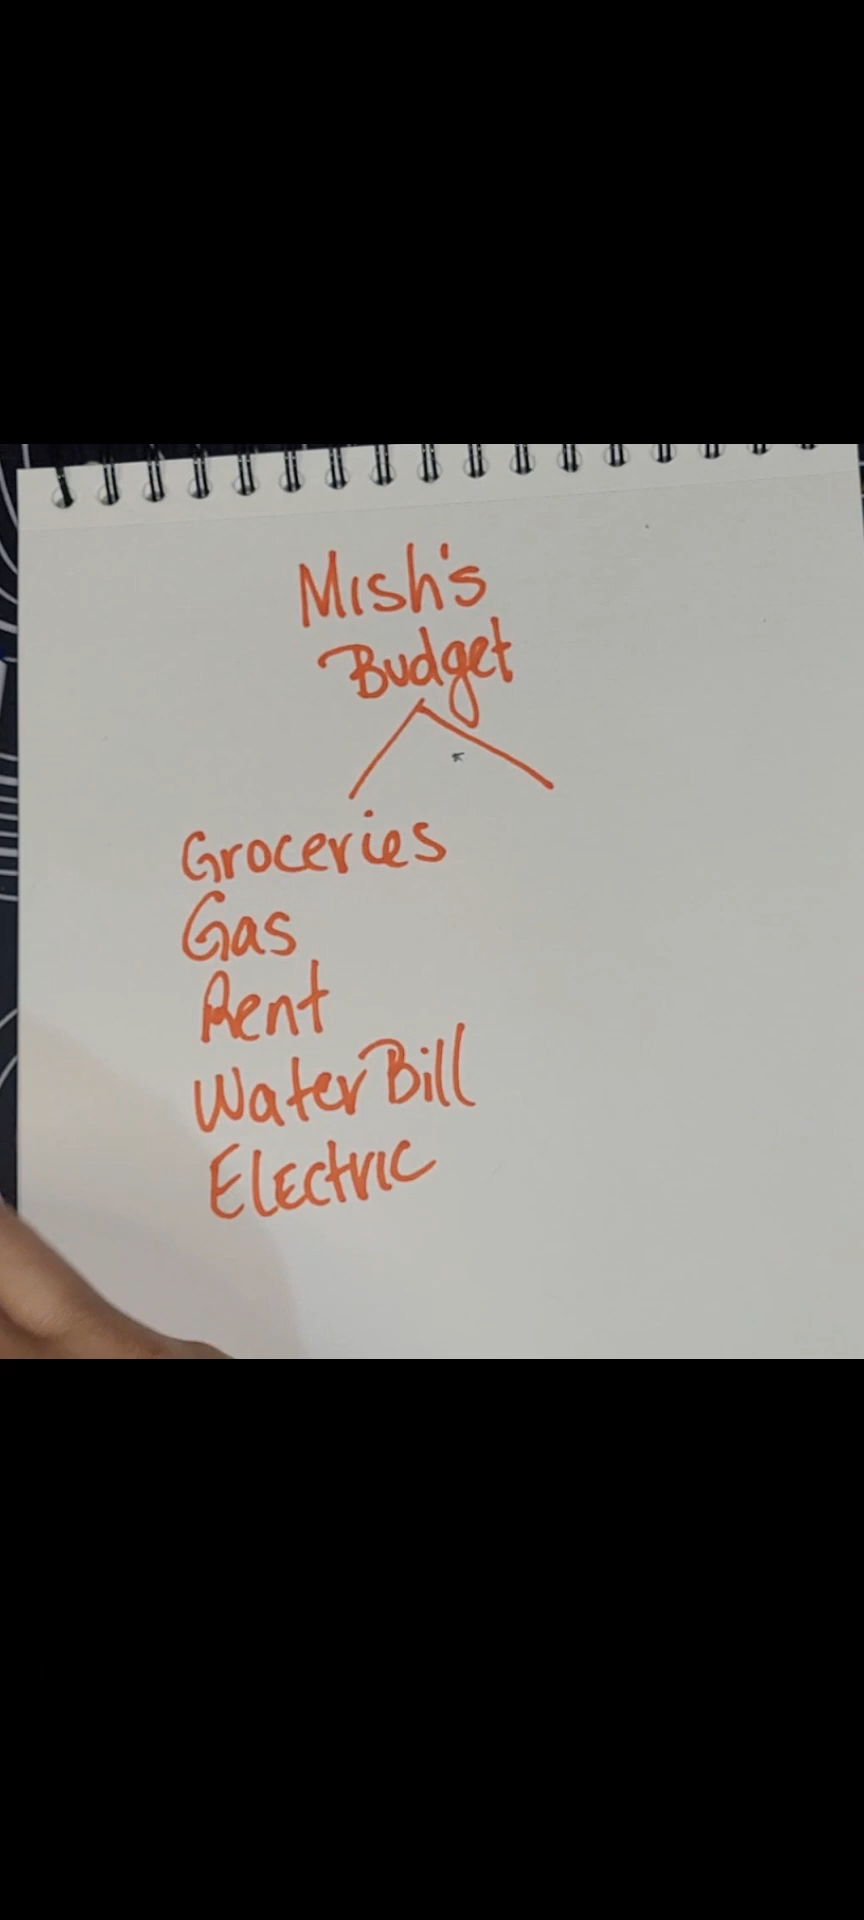 Mish's
Budget
Groceries
Gas
Rent
Water Bill
Electric